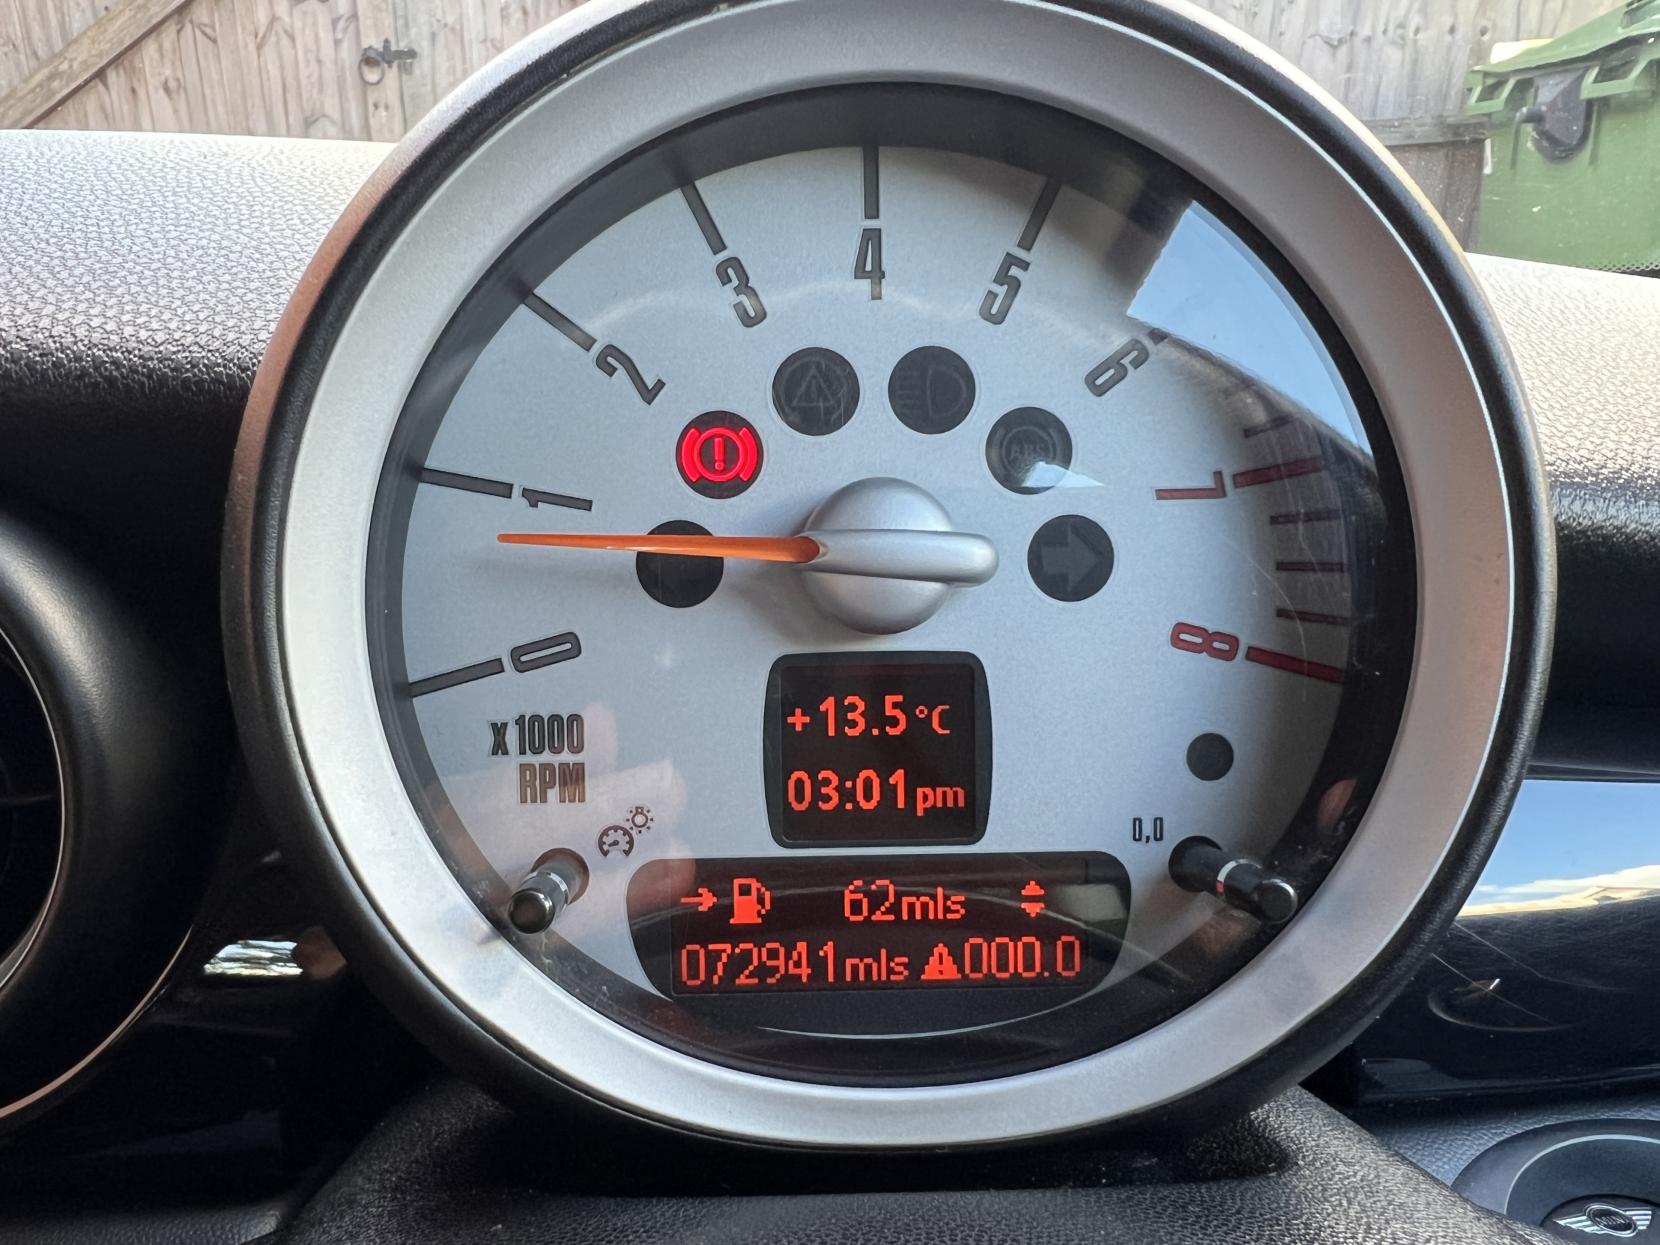 4
3
5
2
6
ABS
1
7
0
8
+13.5°C
x1000
RPM
03:01pm
0,0
→ 62mls
072941mls 000.0